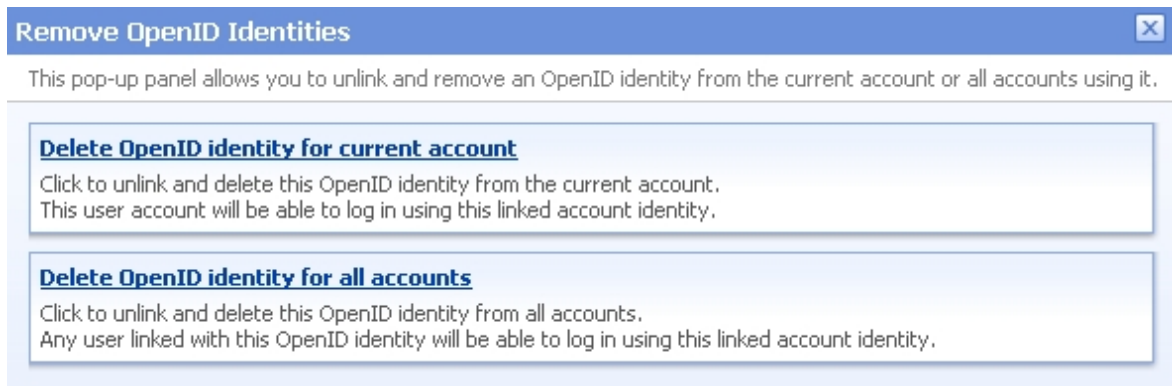 Remove OpenID Identities
This pop-up panel allows you to unlink and remove an OpenID identity from the current account or all accounts using it.
Delete OpenID identity for current account
Click to unlink and delete this OpenID identity from the current account.
This user account will be able to log in using this linked account identity.
Delete OpenID identity for all accounts
Click to unlink and delete this OpenID identity from all accounts.
Any user linked with this OpenID identity will be able to log in using this linked account identity.